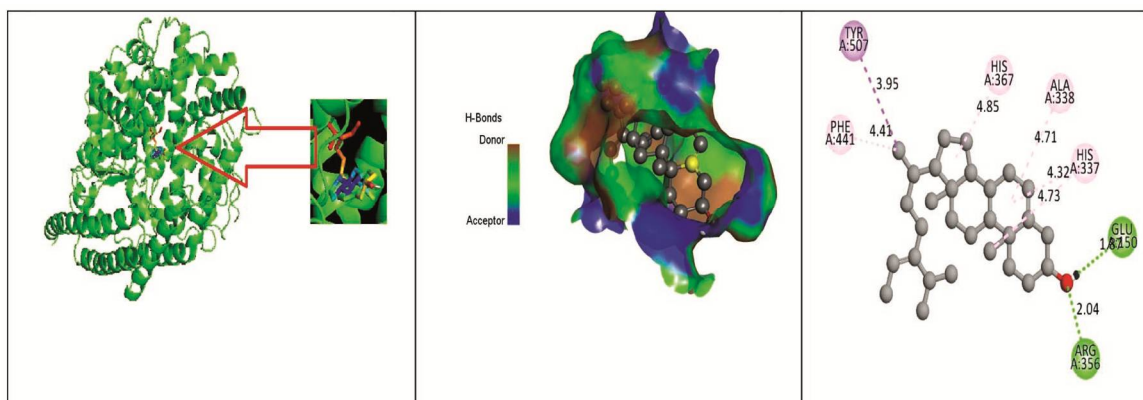 H-Bonds
Donor
Acceptor
TYR
A:507
3.95
PHE
A:441
4.41
HIS
A:367
4.85
ALA
A:338
4.71
HIS
A:337
4.32
4.73
GLU
ARG
A:356
2.04